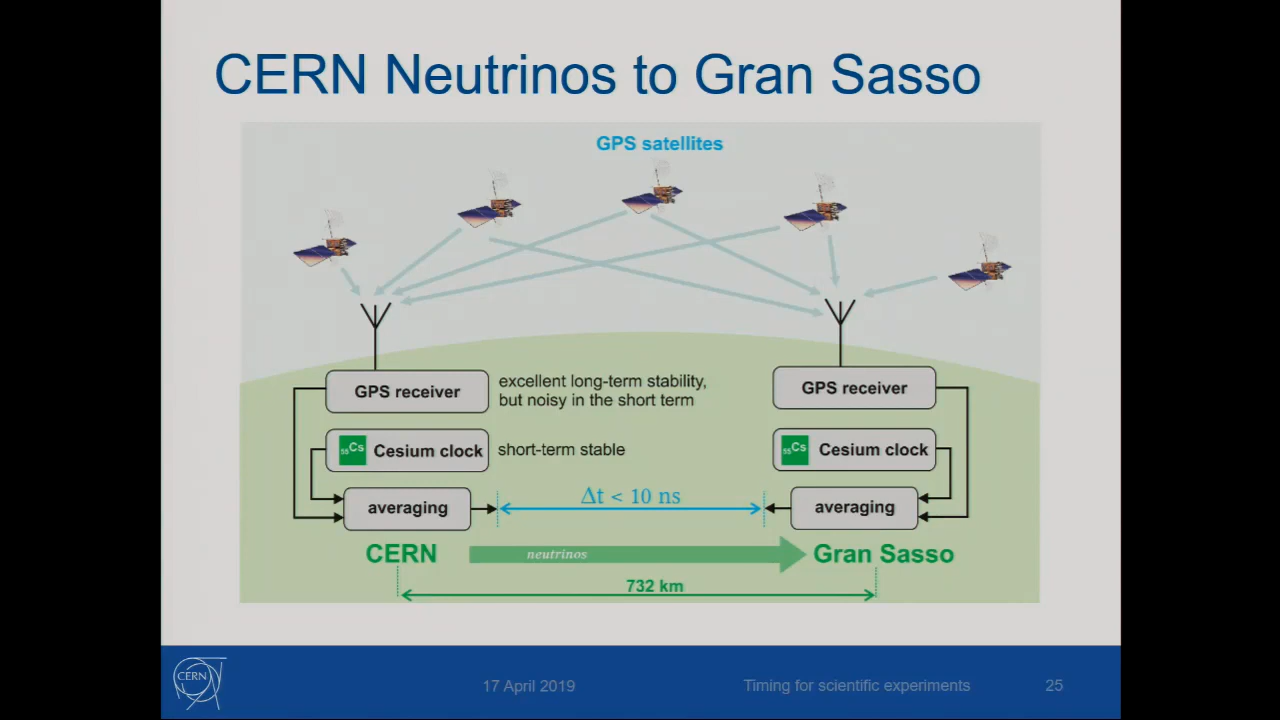 CERN Neutrinos to Gran Sasso
GPS satellites
GPS receiver
excellent long-term stability,
but noisy in the short term
GPS receiver
55Cs Cesium clock
short-term stable
55Cs Cesium clock
averaging
Δt < 10 ns
averaging
CERN
neutrinos
Gran Sasso
732 km
CERN
17 April 2019
Timing for scientific experiments
25